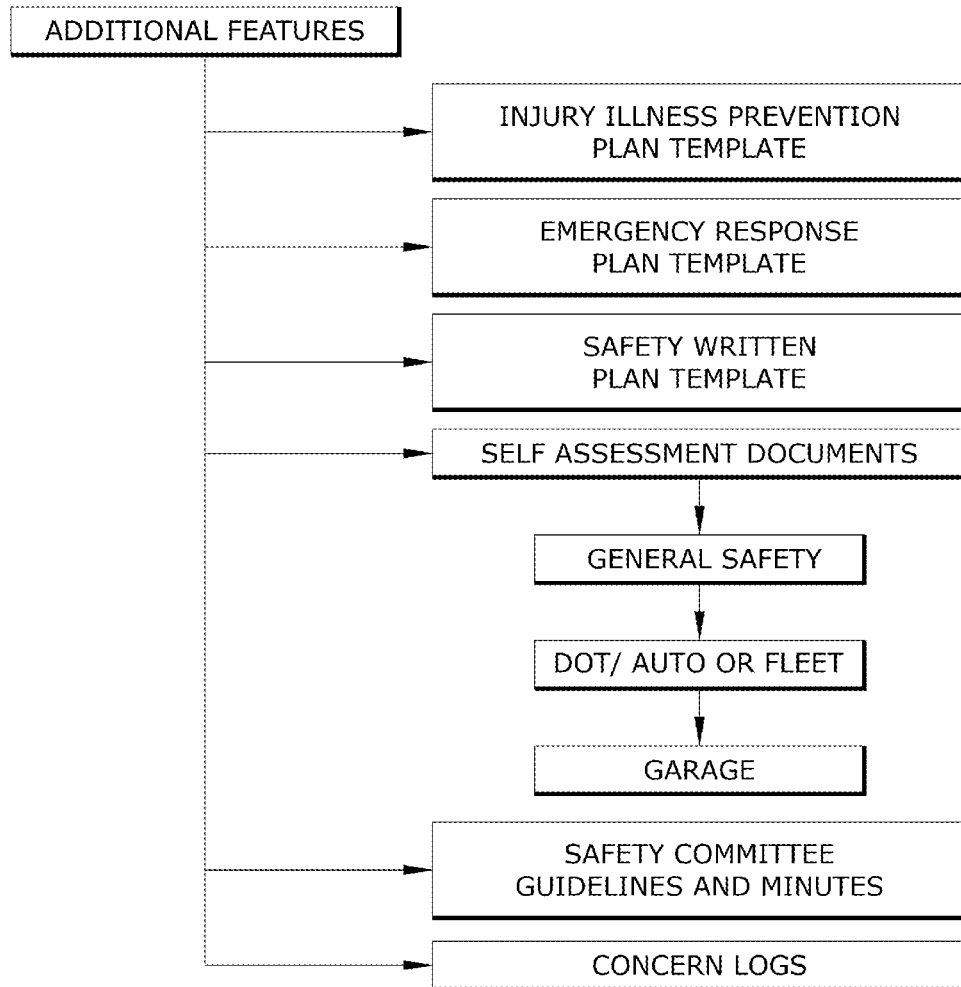 ADDITIONAL FEATURES
INJURY ILLNESS PREVENTION
PLAN TEMPLATE
EMERGENCY RESPONSE
PLAN TEMPLATE
SAFETY WRITTEN
PLAN TEMPLATE
SELF ASSESSMENT DOCUMENTS
GENERAL SAFETY
DOT/ AUTO OR FLEET
GARAGE
SAFETY COMMITTEE
GUIDELINES AND MINUTES
CONCERN LOGS